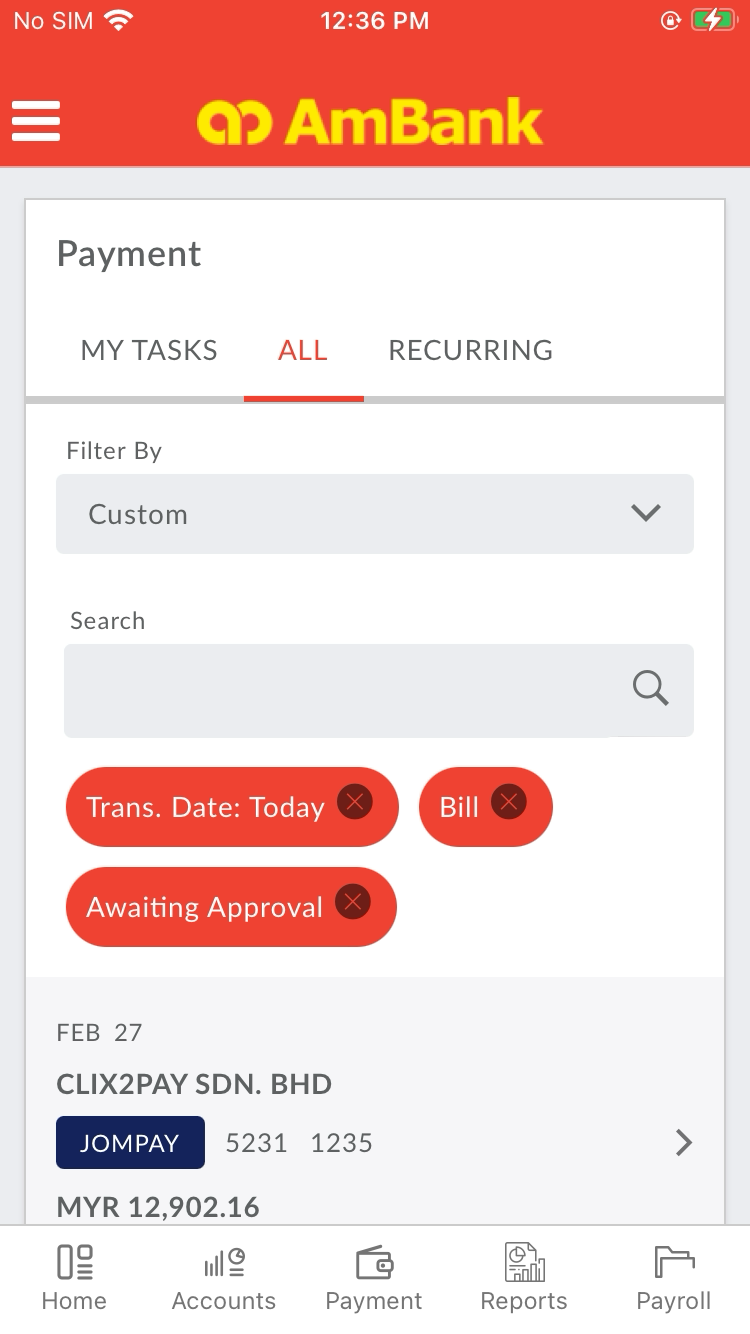 No SIM 12:36 PM
AmBank
Payment
MY TASKS ALL RECURRING
Filter By
Custom
Search
Trans. Date: Today Bill
Awaiting Approval
FEB 27
CLIX2PAY SDN. BHD
JOMPAY 5231 1235
MYR 12,902.16
Home Accounts Payment Reports Payroll